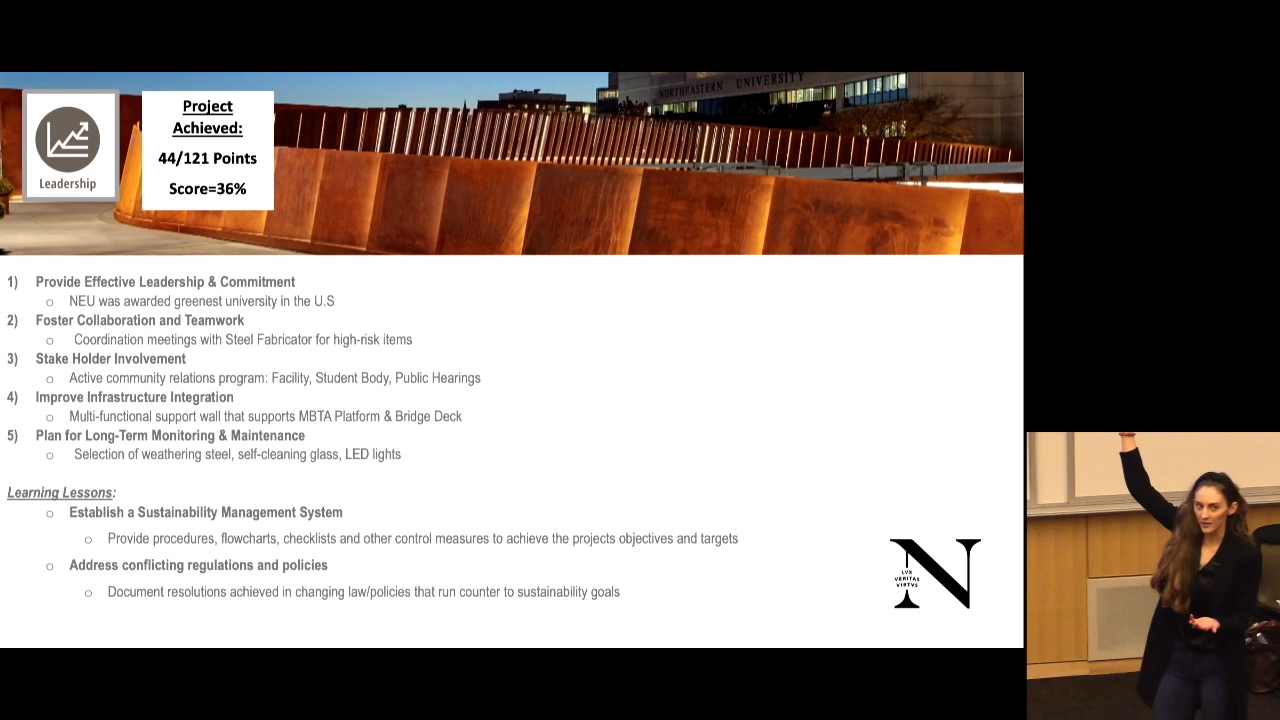 NORTHEASTERN UNIVERSITY
Project
Achieved:
44/121 Points
Score=36%
Leadership
1) Provide Effective Leadership & Commitment
o NEU was awarded greenest university in the U.S
2) Foster Collaboration and Teamwork
o Coordination meetings with Steel Fabricator for high-risk items
3) Stake Holder Involvement
o Active community relations program: Facility, Student Body, Public Hearings
4) Improve Infrastructure Integration
o Multi-functional support wall that supports MBTA Platform & Bridge Deck
5) Plan for Long-Term Monitoring & Maintenance
o Selection of weathering steel, self-cleaning glass, LED lights
Learning Lessons:
o Establish a Sustainability Management System
o Provide procedures, flowcharts, checklists and other control measures to achieve the projects objectives and targets
o Address conflicting regulations and policies
o Document resolutions achieved in changing law/policies that run counter to sustainability goals
N
LVX
VERITAS
VIRTVS